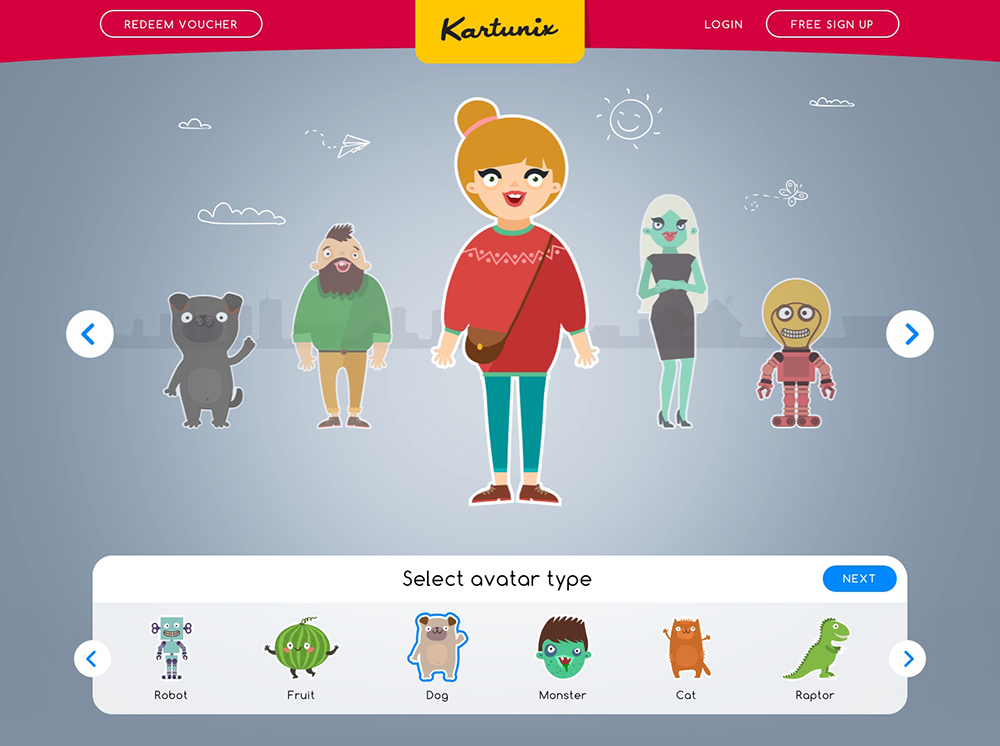 REDEEM VOUCHER
Kartunix
LOGIN
FREE SIGN UP
Select avatar type
NEXT
Robot
Fruit
Dog
Monster
Cat
Raptor